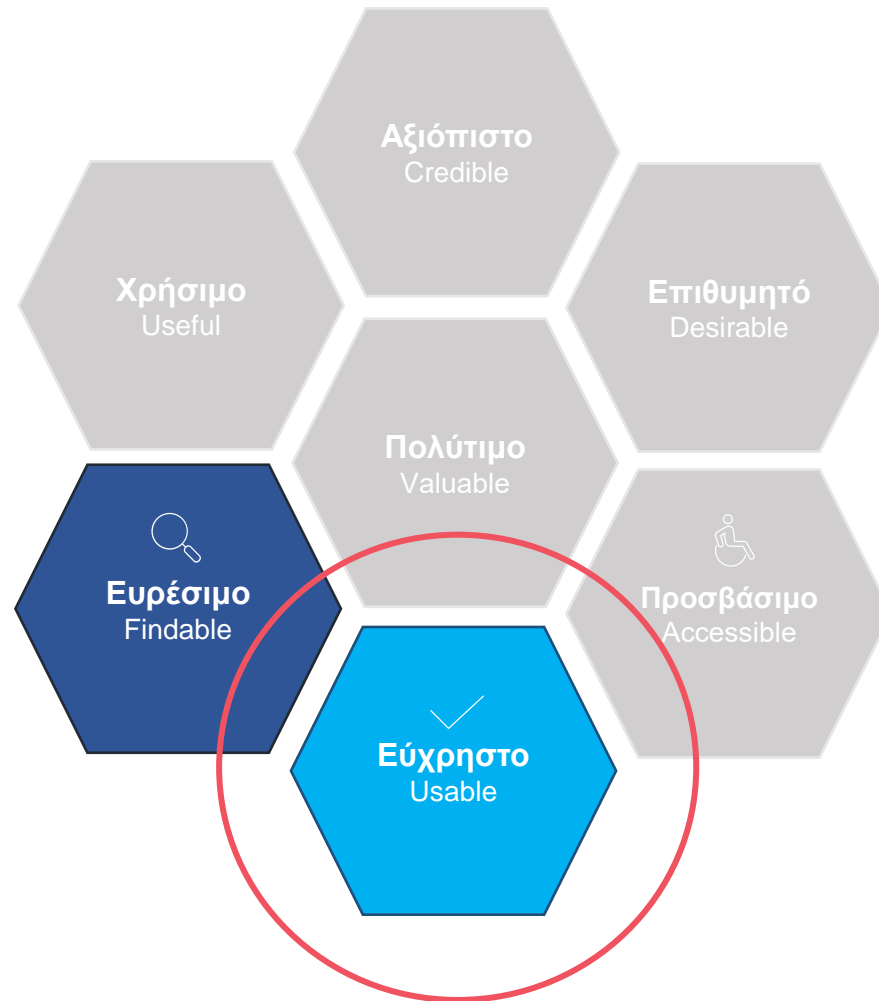 Αξιόπιστο
Credible
Χρήσιμο
Useful
Επιθυμητό
Desirable
Πολύτιμο
Valuable
Ευρέσιμο
Findable
Προσβάσιμο
Accessible
Εύχρηστο
Usable